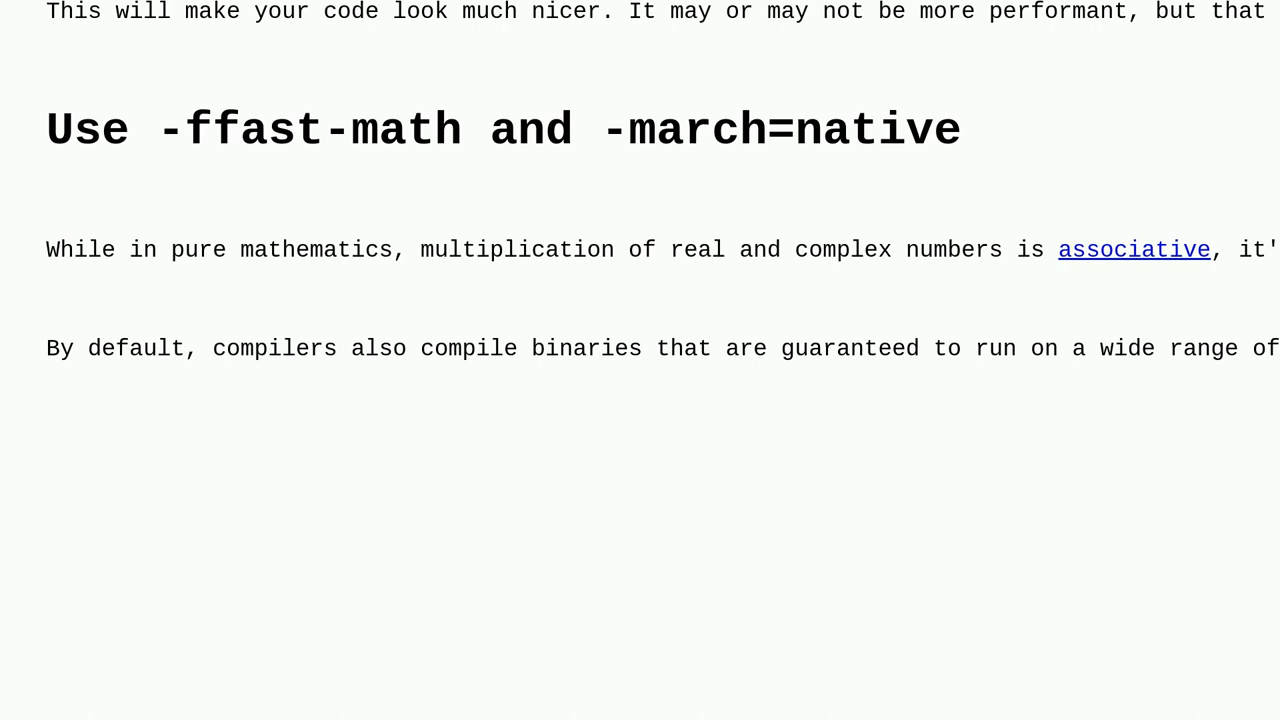 This will make your code look much nicer. It may or may not be more performant, but that
Use -ffast-math and -march=native
While in pure mathematics, multiplication of real and complex numbers is associative, it'
By default, compilers also compile binaries that are guaranteed to run on a wide range of